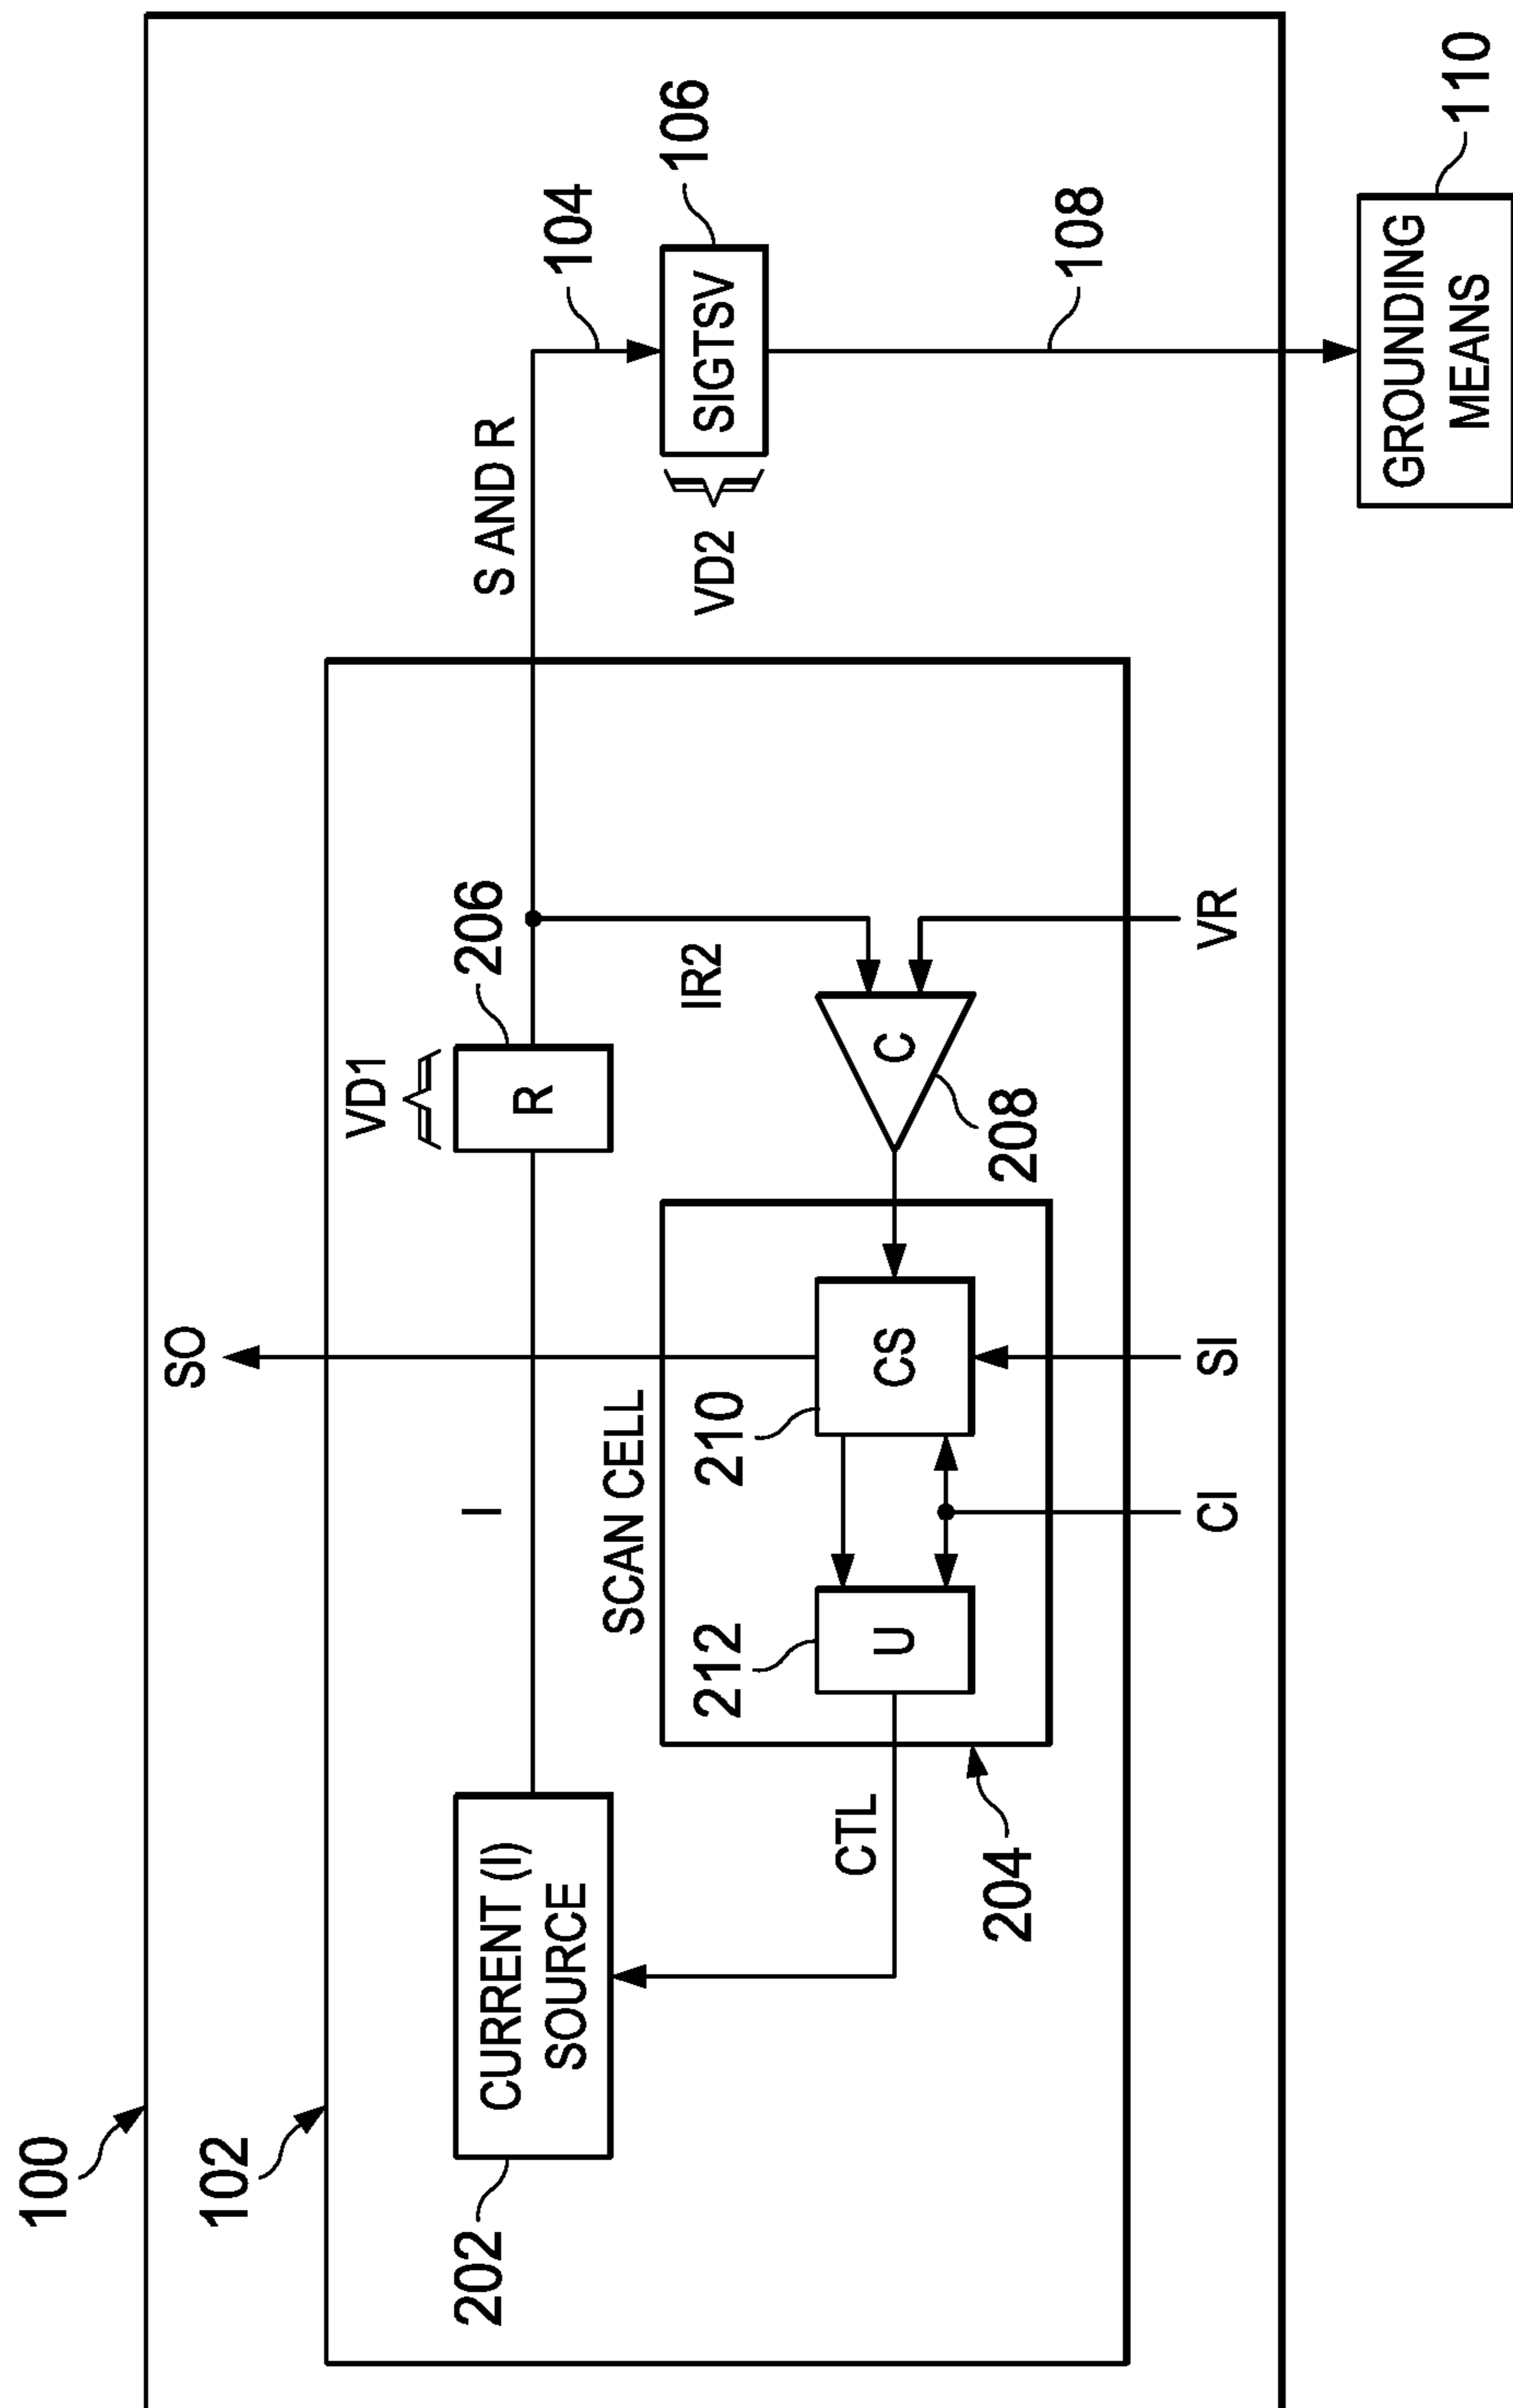 100
102
SO
VD1
206
R
I
S AND R
104
202
CURRENT (I)
SOURCE
SCAN CELL
212
210
U
CS
C
IR2
208
CTL
204
CI
SI
VR
VD2
SIGTSV
106
108
GROUNDING
MEANS
110